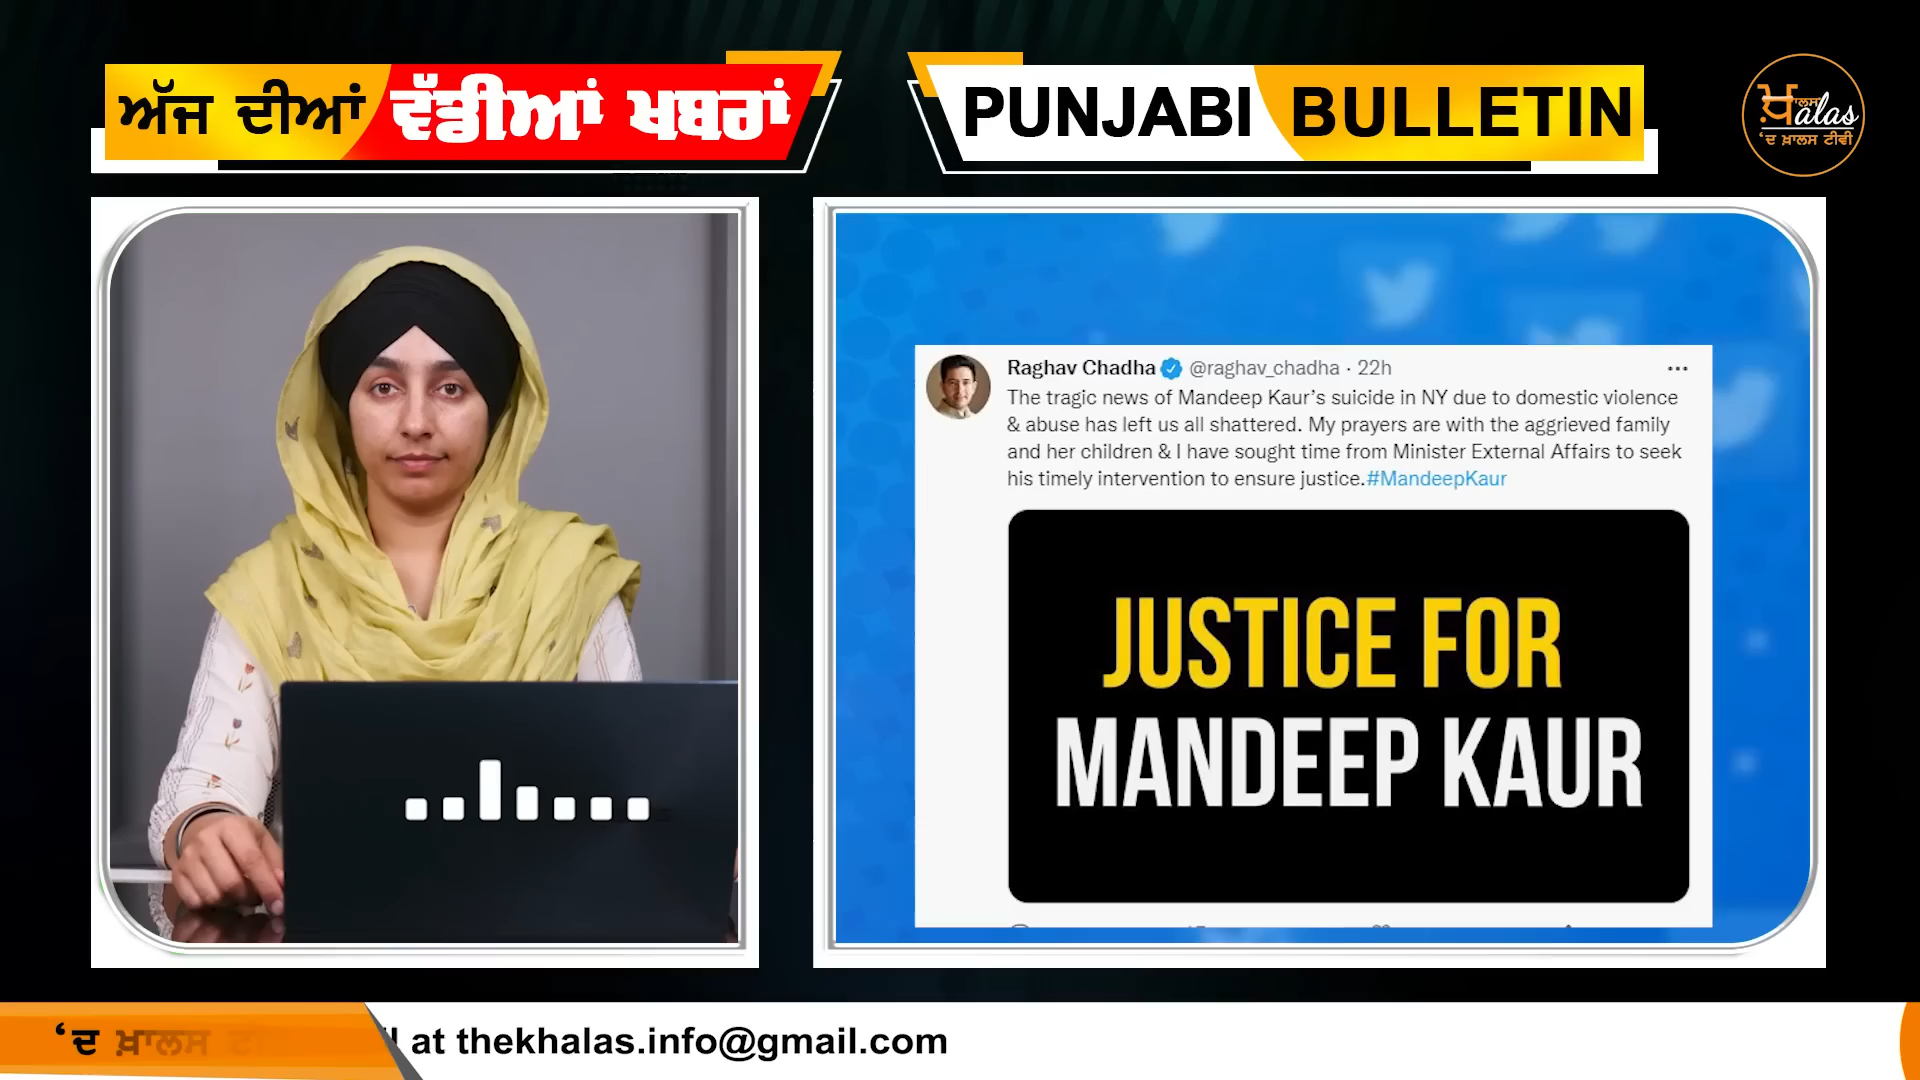 ਅੱਜ ਦੀਆਂ ਵੱਡੀਆਂ ਖਬਰਾਂ
PUNJABI BULLETIN
ਖ਼ਾਲਸ
alas
‘ਦ ਖ਼ਾਲਸ ਟੀਵੀ
Raghav Chadha @raghav_chadha · 22h
The tragic news of Mandeep Kaur’s suicide in NY due to domestic violence
& abuse has left us all shattered. My prayers are with the aggrieved family
and her children & I have sought time from Minister External Affairs to seek
his timely intervention to ensure justice.#MandeepKaur
JUSTICE FOR
MANDEEP KAUR
‘ਦ ਖ਼ਾਲਸ
at thekhalas.info@gmail.com